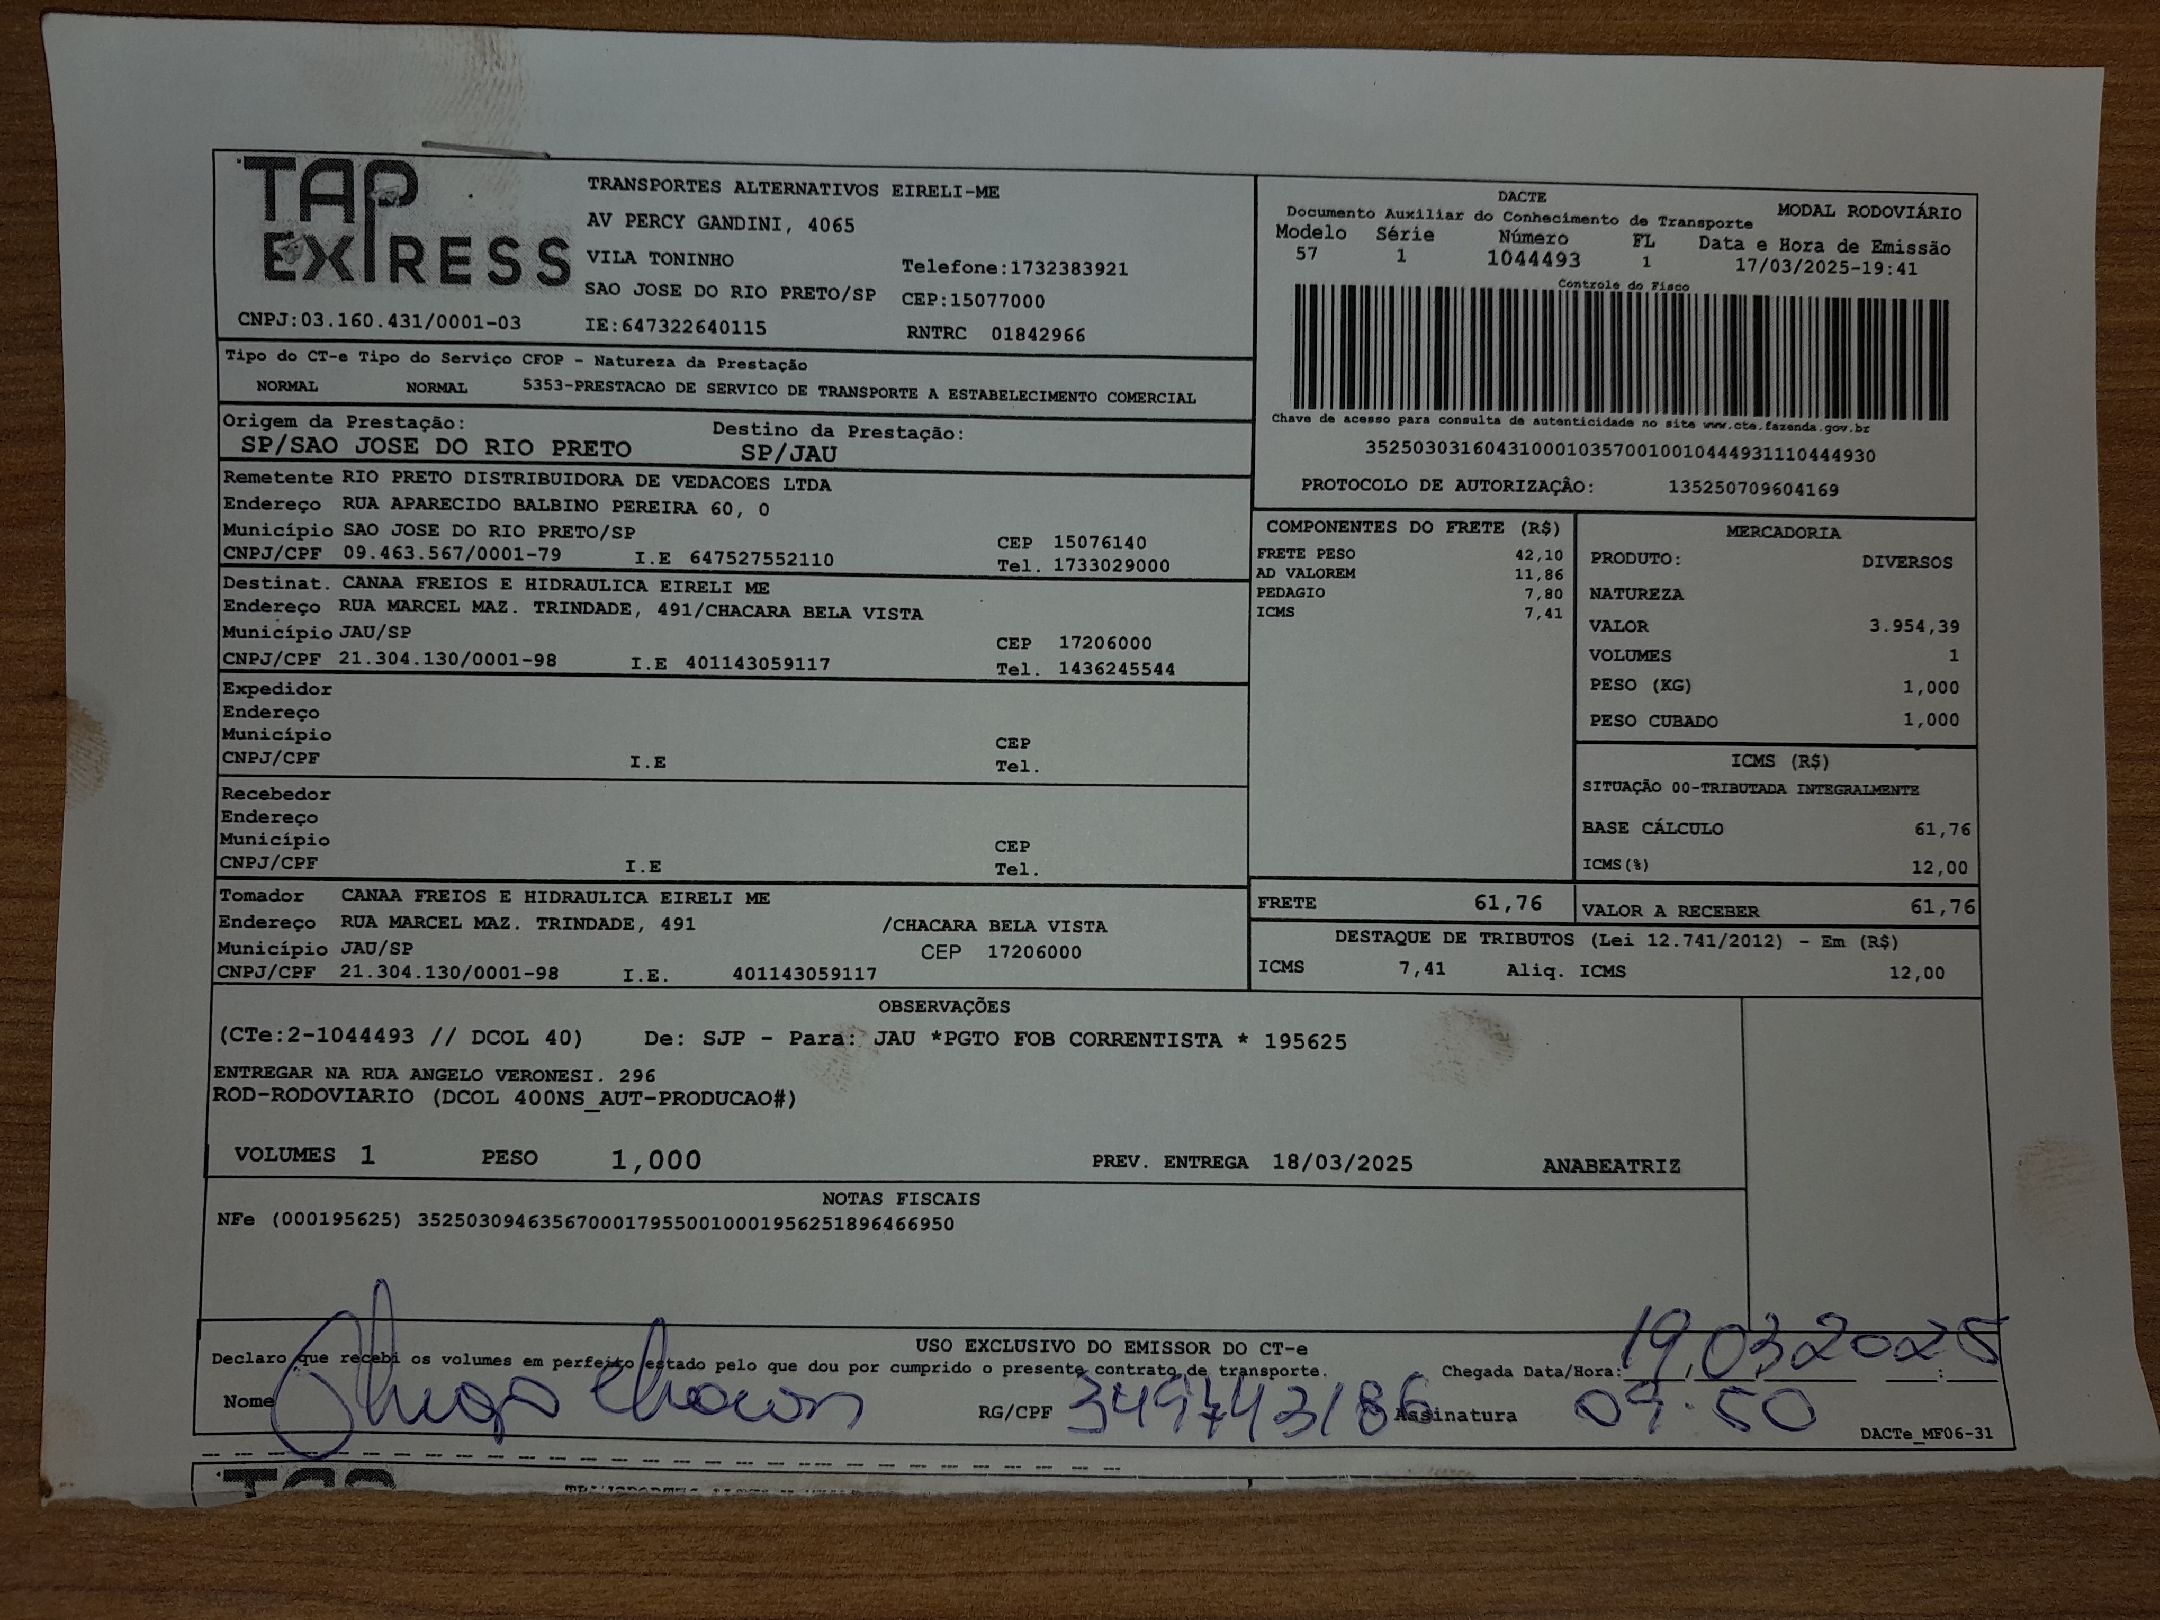 TAP EXPRESS
TRANSPORTES ALTERNATIVOS EIRELI-ME
AV PERCY GANDINI, 4065
VILA TONINHO
Telefone:1732383921
SAO JOSE DO RIO PRETO/SP CEP:15077000
CNPJ:03.160.431/0001-03 IE:647322640115 RNTRC 01842966
DACTE
Documento Auxiliar do Conhecimento de Transporte MODAL RODOVIÁRIO
Modelo Série Número FL Data e Hora de Emissão
57 1 1044493 1 17/03/2025-19:41
Controle do Fisco
Chave de acesso para consulta de autenticidade no site www.cte.fazenda.gov.br
35250303160431000103570010010444931110444930
PROTOCOLO DE AUTORIZAÇÂO: 135250709604169
Tipo do CT-e Tipo do Serviço CFOP - Natureza da Prestação
NORMAL NORMAL 5353-PRESTACAO DE SERVICO DE TRANSPORTE A ESTABELECIMENTO COMERCIAL
Origem da Prestação: Destino da Prestação:
SP/SAO JOSE DO RIO PRETO SP/JAU
Remetente RIO PRETO DISTRIBUIDORA DE VEDACOES LTDA
Endereço RUA APARECIDO BALBINO PEREIRA 60, 0
Município SAO JOSE DO RIO PRETO/SP CEP 15076140
CNPJ/CPF 09.463.567/0001-79 I.E 647527552110 Tel. 1733029000
Destinat. CANAA FREIOS E HIDRAULICA EIRELI ME
Endereço RUA MARCEL MAZ. TRINDADE, 491/CHACARA BELA VISTA
Município JAU/SP CEP 17206000
CNPJ/CPF 21.304.130/0001-98 I.E 401143059117 Tel. 1436245544
Expedidor
Endereço
Município CEP
CNPJ/CPF I.E Tel.
Recebedor
Endereço
Município CEP
CNPJ/CPF I.E Tel.
Tomador CANAA FREIOS E HIDRAULICA EIRELI ME
Endereço RUA MARCEL MAZ. TRINDADE, 491 /CHACARA BELA VISTA
Município JAU/SP CEP 17206000
CNPJ/CPF 21.304.130/0001-98 I.E. 401143059117
COMPONENTES DO FRETE (R$)
FRETE PESO 42,10
AD VALOREM 11,86
PEDAGIO 7,80
ICMS 7,41
MERCADORIA
PRODUTO: DIVERSOS
NATUREZA
VALOR 3.954,39
VOLUMES 1
PESO (KG) 1,000
PESO CUBADO 1,000
ICMS (R$)
SITUAÇÃO 00-TRIBUTADA INTEGRALMENTE
BASE CÁLCULO 61,76
ICMS(%) 12,00
FRETE 61,76 VALOR A RECEBER 61,76
DESTAQUE DE TRIBUTOS (Lei 12.741/2012) - Em (R$)
ICMS 7,41 Aliq. ICMS 12,00
OBSERVAÇÕES
(CTe:2-1044493 // DCOL 40) De: SJP - Para: JAU *PGTO FOB CORRENTISTA * 195625
ENTREGAR NA RUA ANGELO VERONESI. 296
ROD-RODOVIARIO (DCOL 400NS_AUT-PRODUCAO#)
VOLUMES 1 PESO 1,000 PREV. ENTREGA 18/03/2025 ANABEATRIZ
NOTAS FISCAIS
NFe (000195625) 35250309463567000179550010001956251896466950
USO EXCLUSIVO DO EMISSOR DO CT-e
Declaro que recebi os volumes em perfeito estado pelo que dou por cumprido o presente contrato de transporte. Chegada Data/Hora: 19,03,2025
Nome RG/CPF 349743186 Assinatura 09.50
DACTe_MF06-31